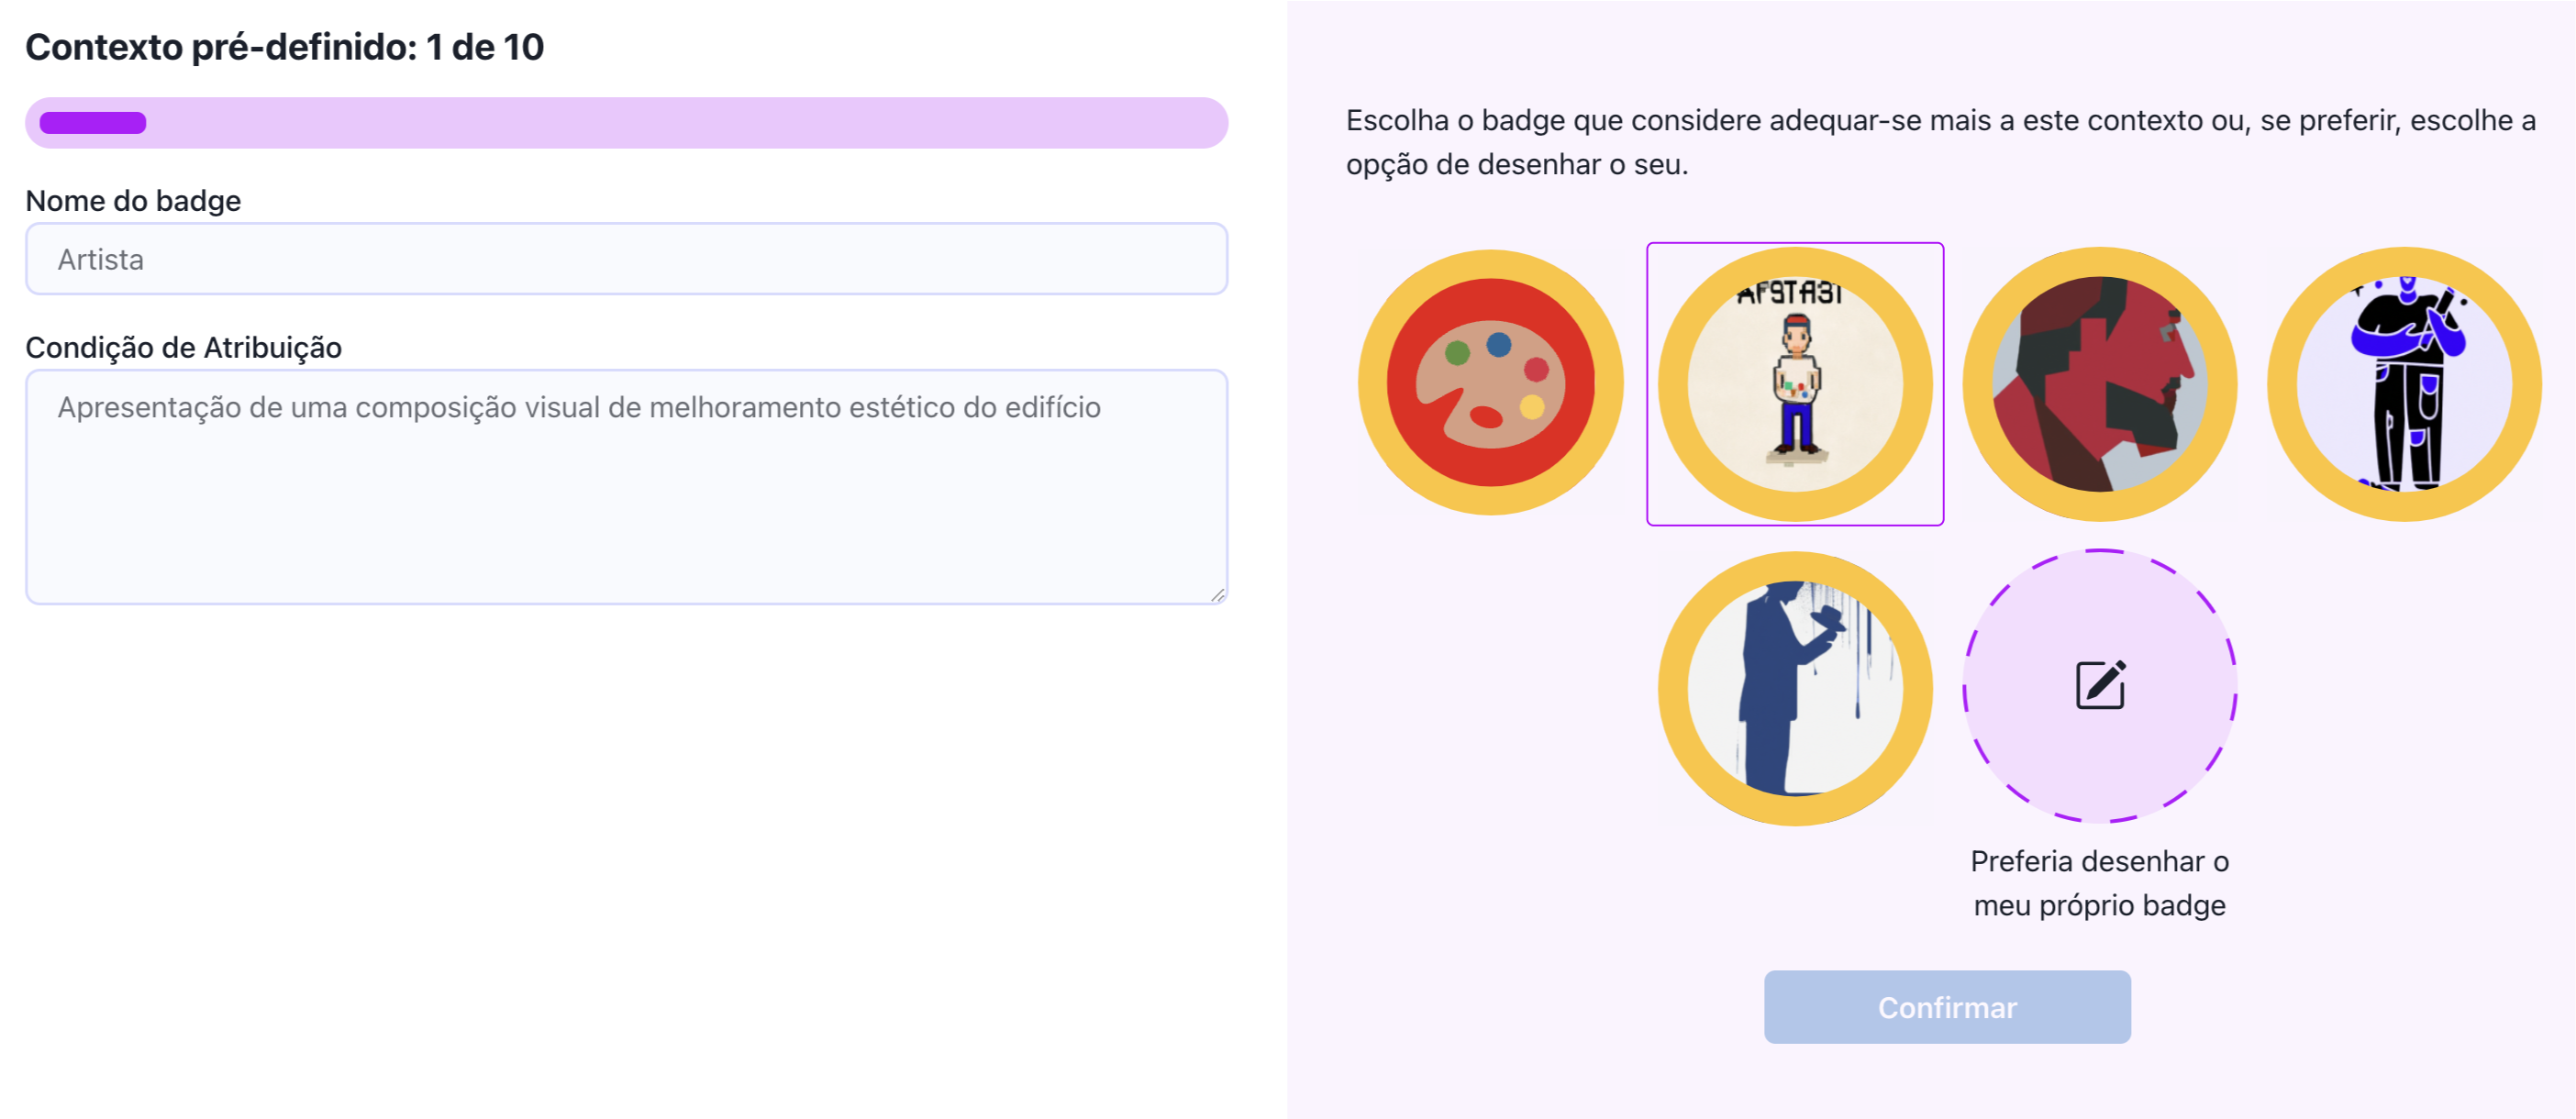 Contexto pré-definido: 1 de 10
Nome do badge
Artista
Condição de Atribuição
Apresentação de uma composição visual de melhoramento estético do edifício
Escolha o badge que considere adequar-se mais a este contexto ou, se preferir, escolhe a
opção de desenhar o seu.
Preferia desenhar o
meu próprio badge
Confirmar